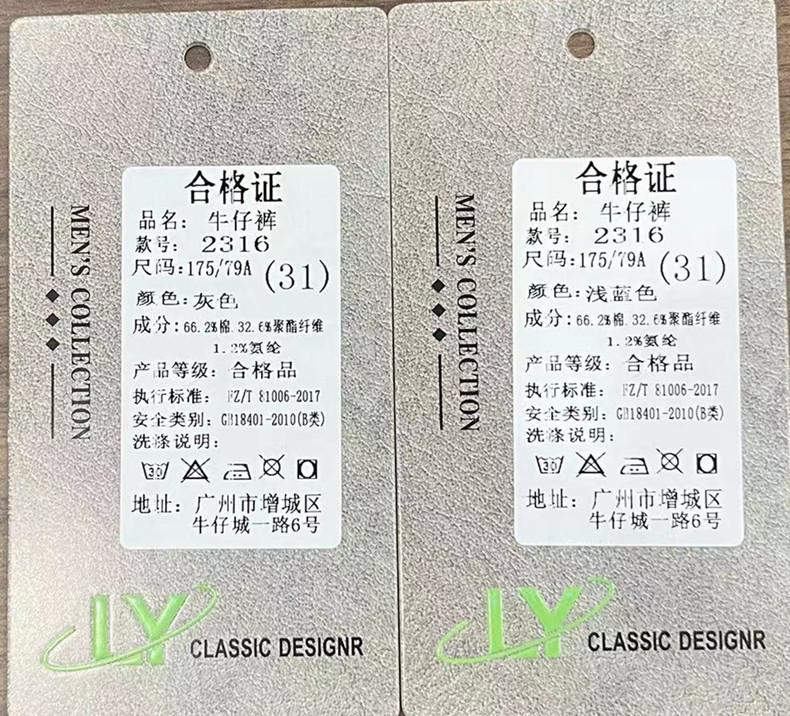 MEN'S COLLECTION
合格证
品名: 牛仔裤
款号: 2316
尺码:175/79A (31)
颜色:灰色
成分:66.2%棉.32.6%聚酯纤维
1.2%氨纶
产品等级: 合格品
执行标准: FZ/T 81006-2017
安全类别: GB18401-2010(B类)
洗涤说明:
30
地址: 广州市增城区
牛仔城一路6号
LY CLASSIC DESIGNR
MEN'S COLLECTION
合格证
品名: 牛仔裤
款号: 2316
尺码:175/79A (31)
颜色:浅蓝色
成分:66.2%棉.32.6%聚酯纤维
1.2%氨纶
产品等级: 合格品
执行标准: FZ/T 81006-2017
安全类别: GB18401-2010(B类)
洗涤说明:
30
地址: 广州市增城区
牛仔城一路6号
LY CLASSIC DESIGNR